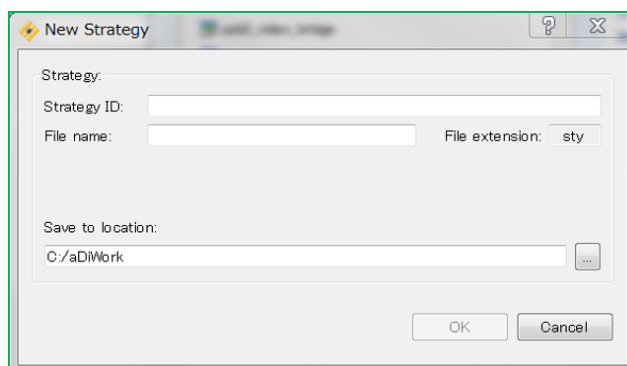 New Strategy
Strategy:
Strategy ID:
File name:
File extension: sty
Save to location:
C:/aDiWork
...
OK
Cancel